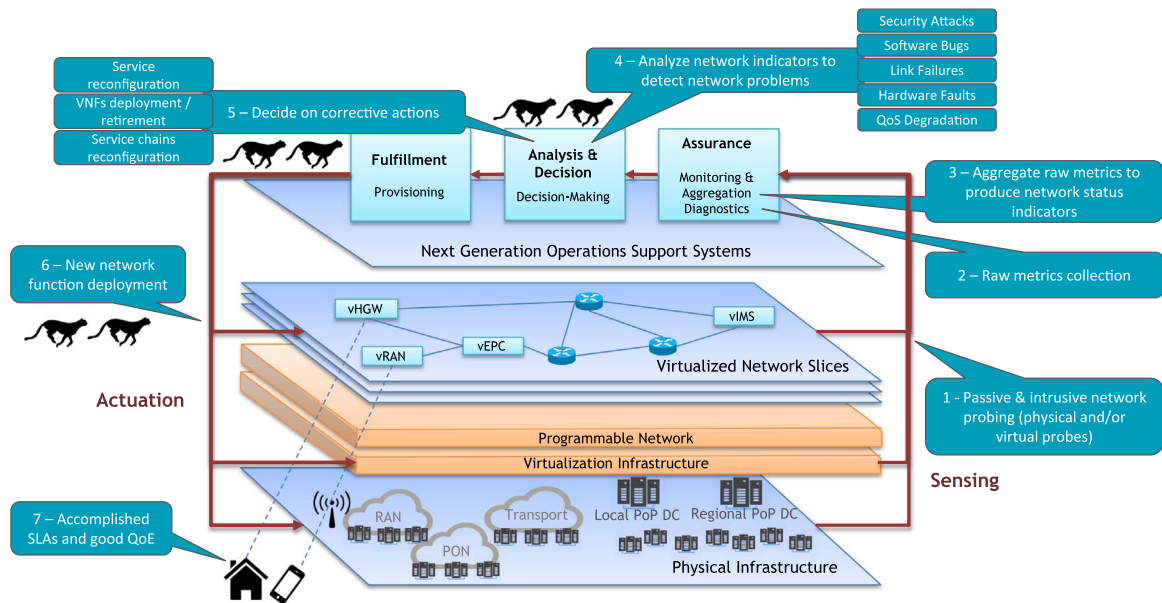 Security Attacks
Software Bugs
Link Failures
Hardware Faults
QoS Degradation
4 – Analyze network indicators to
detect network problems
Service
reconfiguration
VNFs deployment /
retirement
Service chains
reconfiguration
5 – Decide on corrective actions
Fulfillment
Provisioning
Analysis &
Decision
Decision-Making
Assurance
Monitoring &
Aggregation
Diagnostics
3 – Aggregate raw metrics to
produce network status
indicators
Next Generation Operations Support Systems
2 – Raw metrics collection
6 – New network
function deployment
vHGW
vIMS
vEPC
vRAN
Virtualized Network Slices
Actuation
1 - Passive & intrusive network
probing (physical and/or
virtual probes)
Programmable Network
Virtualization Infrastructure
Sensing
7 – Accomplished
SLAs and good QoE
RAN
Transport
Local PoP DC
Regional PoP DC
PON
Physical Infrastructure